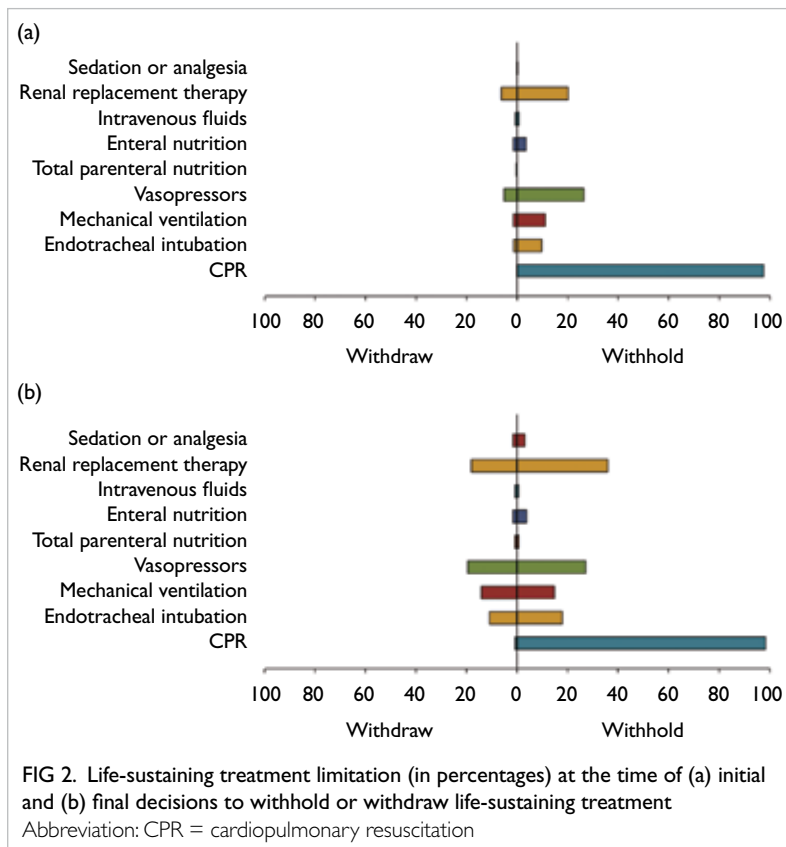 (a)
Sedation or analgesia
Renal replacement therapy
Intravenous fluids
Enteral nutrition
Total parenteral nutrition
Vasopressors
Mechanical ventilation
Endotracheal intubation
CPR
100 80 60 40 20 0 20 40 60 80 100
Withdraw Withhold
(b)
Sedation or analgesia
Renal replacement therapy
Intravenous fluids
Enteral nutrition
Total parenteral nutrition
Vasopressors
Mechanical ventilation
Endotracheal intubation
CPR
100 80 60 40 20 0 20 40 60 80 100
Withdraw Withhold
FIG 2. Life-sustaining treatment limitation (in percentages) at the time of (a) initial
and (b) final decisions to withhold or withdraw life-sustaining treatment
Abbreviation: CPR = cardiopulmonary resuscitation